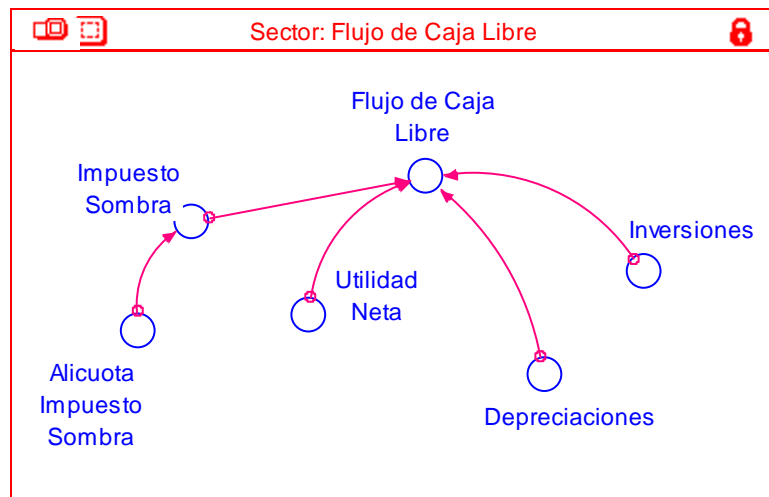 Sector: Flujo de Caja Libre
Flujo de Caja
Libre
Impuesto
Sombra
Inversiones
Utilidad
Neta
Alicuota
Impuesto
Sombra
Depreciaciones